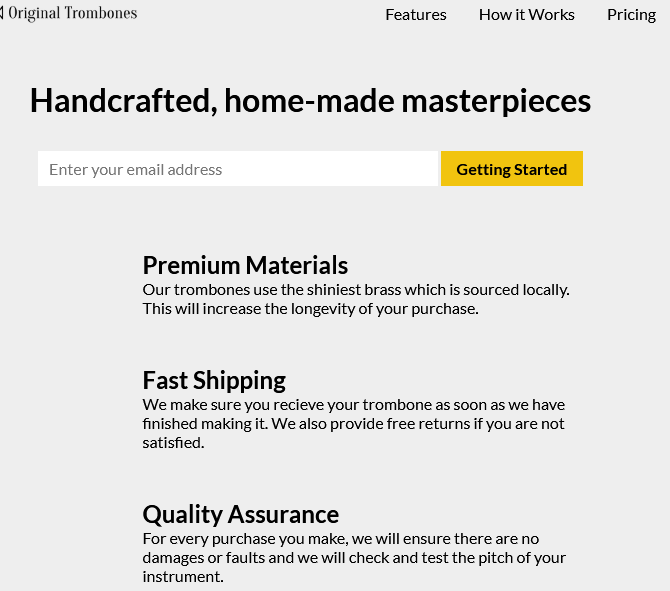 Original Trombones
Features
How it Works
Pricing
Handcrafted, home-made masterpieces
Enter your email address
Getting Started
Premium Materials
Our trombones use the shiniest brass which is sourced locally.
This will increase the longevity of your purchase.
Fast Shipping
We make sure you recieve your trombone as soon as we have
finished making it. We also provide free returns if you are not
satisfied.
Quality Assurance
For every purchase you make, we will ensure there are no
damages or faults and we will check and test the pitch of your
instrument.